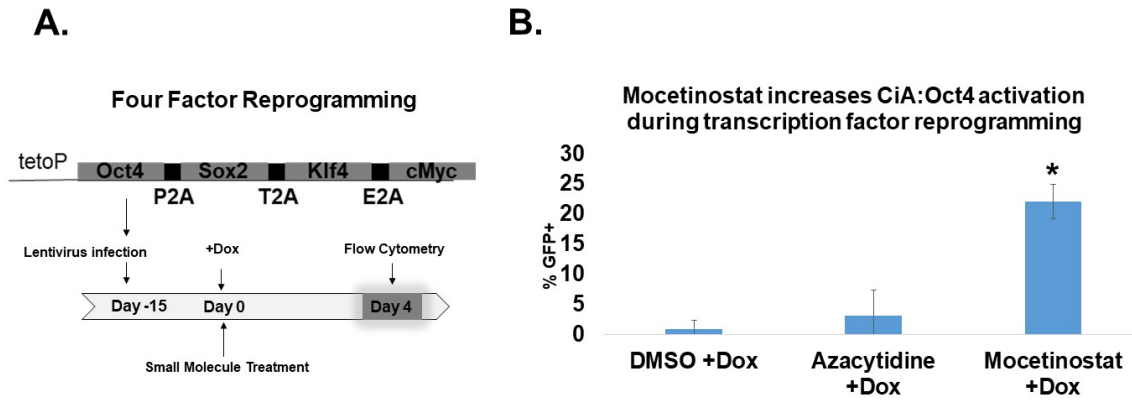 A.
Four Factor Reprogramming
tetoP
Oct4 Sox2 Klf4 cMyc
P2A T2A E2A
Lentivirus infection +Dox Flow Cytometry
Day -15 Day 0 Day 4
Small Molecule Treatment
B.
Mocetinostat increases CiA:Oct4 activation
during transcription factor reprogramming
% GFP+
30
25
20
15
10
5
0
*
DMSO +Dox Azacytidine Mocetinostat
+Dox +Dox